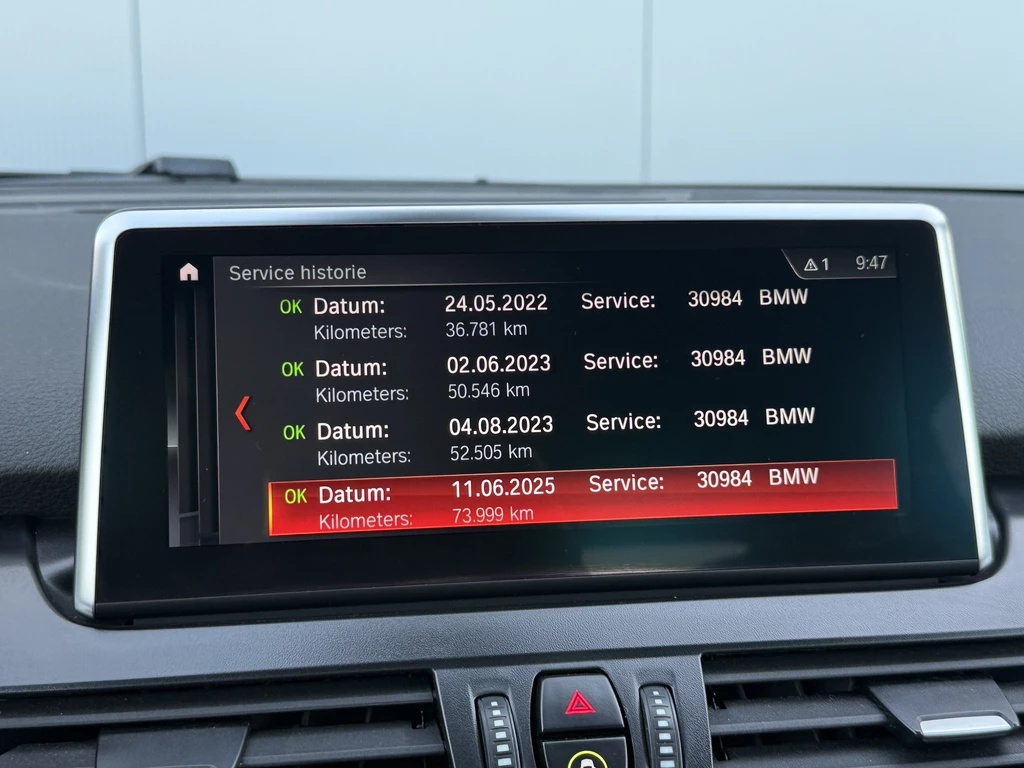 Service historie 1 9:47
OK Datum: 24.05.2022 Service: 30984 BMW
Kilometers: 36.781 km
OK Datum: 02.06.2023 Service: 30984 BMW
Kilometers: 50.546 km
OK Datum: 04.08.2023 Service: 30984 BMW
Kilometers: 52.505 km
OK Datum: 11.06.2025 Service: 30984 BMW
Kilometers: 73.999 km